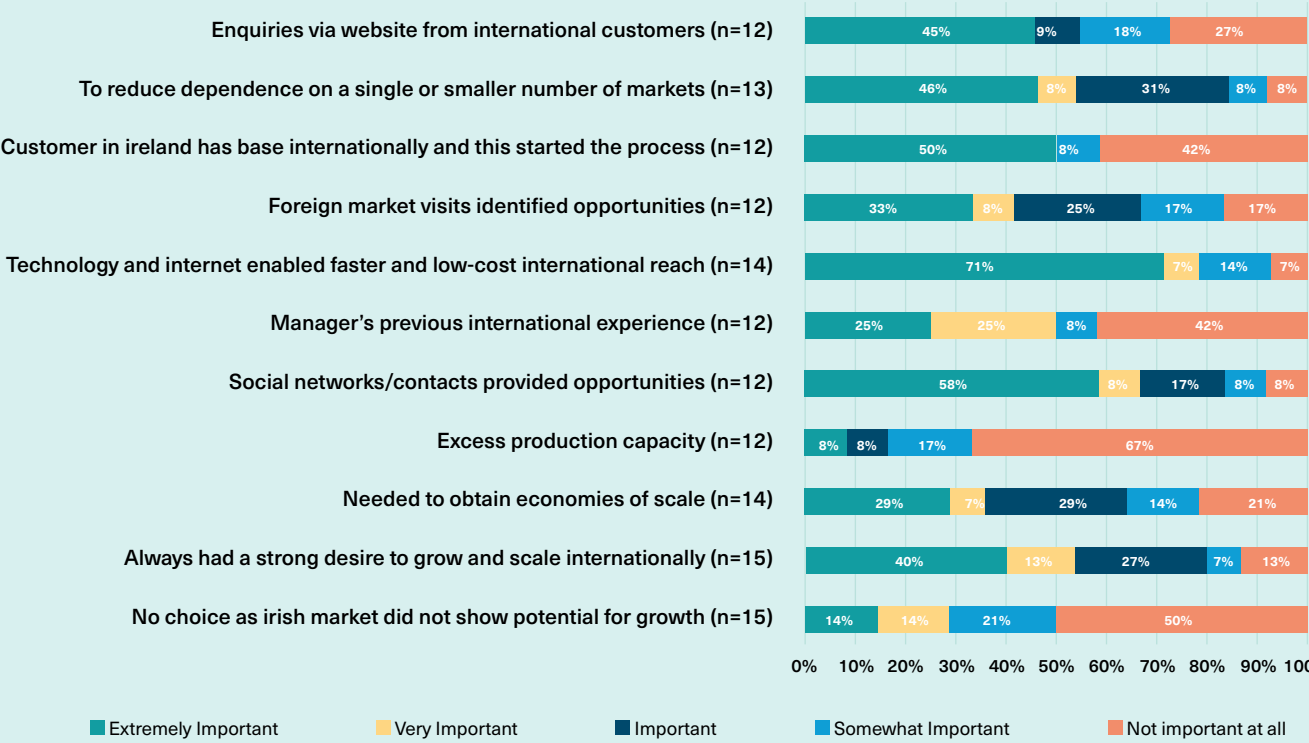 Enquiries via website from international customers (n=12)
45% 9% 18% 27%
To reduce dependence on a single or smaller number of markets (n=13)
46% 8% 31% 8% 8%
Customer in ireland has base internationally and this started the process (n=12)
50% 8% 42%
Foreign market visits identified opportunities (n=12)
33% 8% 25% 17% 17%
Technology and internet enabled faster and low-cost international reach (n=14)
71% 7% 14% 7%
Manager’s previous international experience (n=12)
25% 25% 8% 42%
Social networks/contacts provided opportunities (n=12)
58% 8% 17% 8% 8%
Excess production capacity (n=12)
8% 8% 17% 67%
Needed to obtain economies of scale (n=14)
29% 7% 29% 14% 21%
Always had a strong desire to grow and scale internationally (n=15)
40% 13% 27% 7% 13%
No choice as irish market did not show potential for growth (n=15)
14% 14% 21% 50%
0% 10% 20% 30% 40% 50% 60% 70% 80% 90% 100
Extremely Important Very Important Important Somewhat Important Not important at all